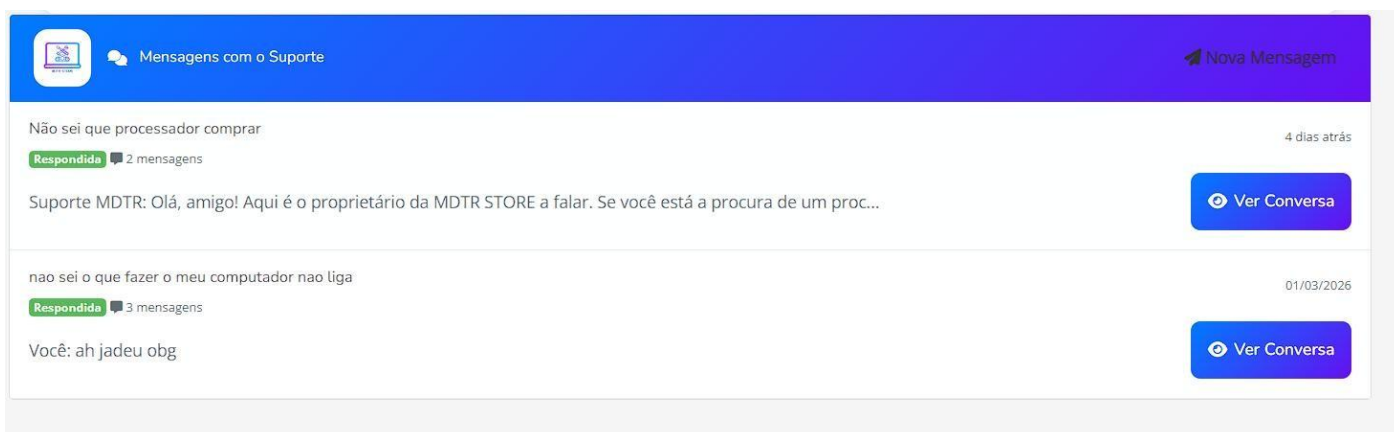 Mensagens com o Suporte
Nova Mensagem
Não sei que processador comprar
4 dias atrás
Respondida 2 mensagens
Suporte MDTR: Olá, amigo! Aqui é o proprietário da MDTR STORE a falar. Se você está a procura de um proc...
Ver Conversa
nao sei o que fazer o meu computador nao liga
01/03/2026
Respondida 3 mensagens
Você: ah jadeu obg
Ver Conversa